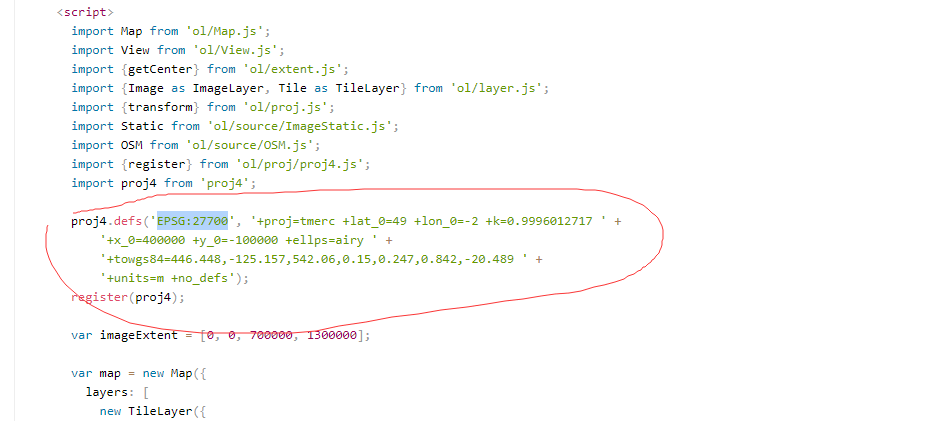 <script>
import Map from 'ol/Map.js';
import View from 'ol/View.js';
import {getCenter} from 'ol/extent.js';
import {Image as ImageLayer, Tile as TileLayer} from 'ol/layer.js';
import {transform} from 'ol/proj.js';
import Static from 'ol/source/ImageStatic.js';
import OSM from 'ol/source/OSM.js';
import {register} from 'ol/proj/proj4.js';
import proj4 from 'proj4';
proj4.defs('EPSG:27700', '+proj=tmerc +lat_0=49 +lon_0=-2 +k=0.9996012717 ' +
'+x_0=400000 +y_0=-100000 +ellps=airy ' +
'+towgs84=446.448,-125.157,542.06,0.15,0.247,0.842,-20.489 ' +
'+units=m +no_defs');
register(proj4);
var imageExtent = [0, 0, 700000, 1300000];
var map = new Map({
layers: [
new TileLayer({